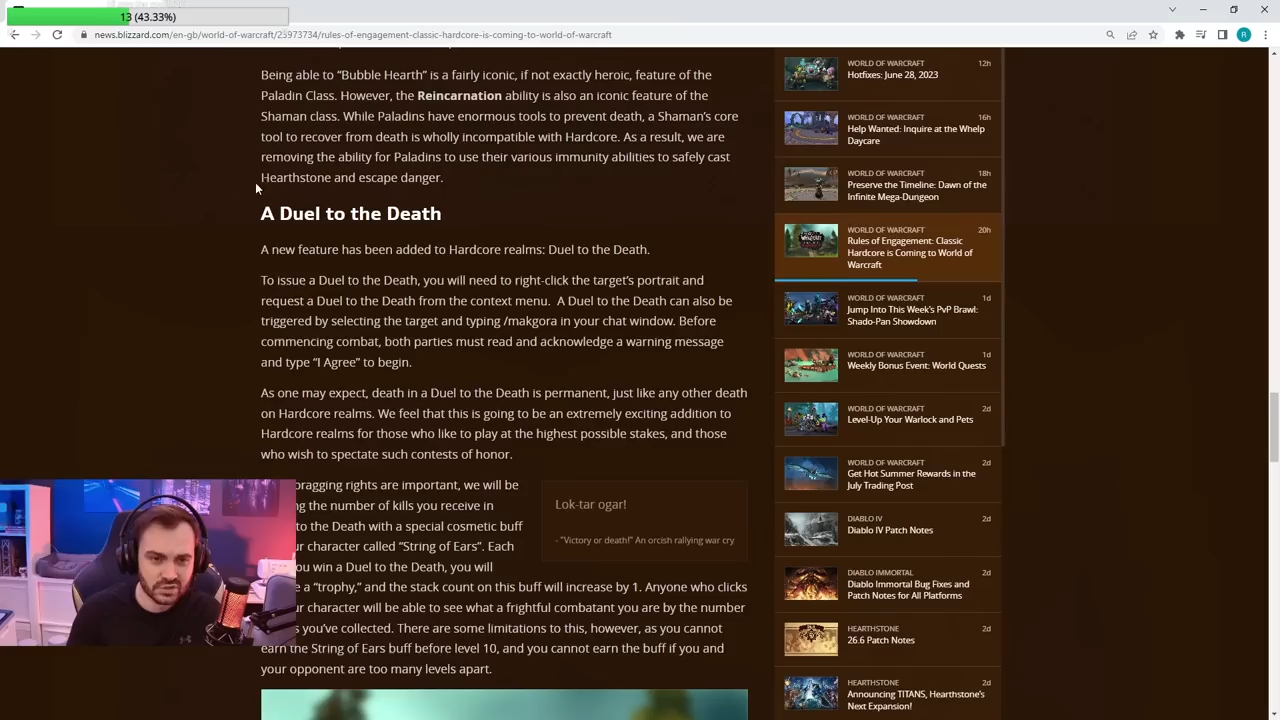 13 (43.33%)
news.blizzard.com/en-gb/world-of-warcraft/23973734/rules-of-engagement-classic-hardcore-is-coming-to-world-of-warcraft
R
Being able to “Bubble Hearth” is a fairly iconic, if not exactly heroic, feature of the
Paladin Class. However, the Reincarnation ability is also an iconic feature of the
Shaman class. While Paladins have enormous tools to prevent death, a Shaman’s core
tool to recover from death is wholly incompatible with Hardcore. As a result, we are
removing the ability for Paladins to use their various immunity abilities to safely cast
Hearthstone and escape danger.
A Duel to the Death
A new feature has been added to Hardcore realms: Duel to the Death.
To issue a Duel to the Death, you will need to right-click the target’s portrait and
request a Duel to the Death from the context menu.  A Duel to the Death can also be
triggered by selecting the target and typing /makgora in your chat window. Before
commencing combat, both parties must read and acknowledge a warning message
and type “I Agree” to begin.
As one may expect, death in a Duel to the Death is permanent, just like any other death
on Hardcore realms. We feel that this is going to be an extremely exciting addition to
Hardcore realms for those who like to play at the highest possible stakes, and those
who wish to spectate such contests of honor.
bragging rights are important, we will be
the number of kills you receive in
to the Death with a special cosmetic buff
character called “String of Ears”. Each
you win a Duel to the Death, you will
a “trophy,” and the stack count on this buff will increase by 1. Anyone who clicks
character will be able to see what a frightful combatant you are by the number
you’ve collected. There are some limitations to this, however, as you cannot
earn the String of Ears buff before level 10, and you cannot earn the buff if you and
your opponent are too many levels apart.
Lok-tar ogar!
- "Victory or death!" An orcish rallying war cry
WORLD OF WARCRAFT 12h
Hotfixes: June 28, 2023
WORLD OF WARCRAFT 16h
Help Wanted: Inquire at the Whelp
Daycare
WORLD OF WARCRAFT 18h
Preserve the Timeline: Dawn of the
Infinite Mega-Dungeon
WORLD OF WARCRAFT 20h
Rules of Engagement: Classic
Hardcore is Coming to World of
Warcraft
WORLD OF WARCRAFT 1d
Jump Into This Week's PvP Brawl:
Shado-Pan Showdown
WORLD OF WARCRAFT 1d
Weekly Bonus Event: World Quests
WORLD OF WARCRAFT 2d
Level-Up Your Warlock and Pets
WORLD OF WARCRAFT 2d
Get Hot Summer Rewards in the
July Trading Post
DIABLO IV 2d
Diablo IV Patch Notes
DIABLO IMMORTAL 2d
Diablo Immortal Bug Fixes and
Patch Notes for All Platforms
HEARTHSTONE 2d
26.6 Patch Notes
HEARTHSTONE 2d
Announcing TITANS, Hearthstone’s
Next Expansion!